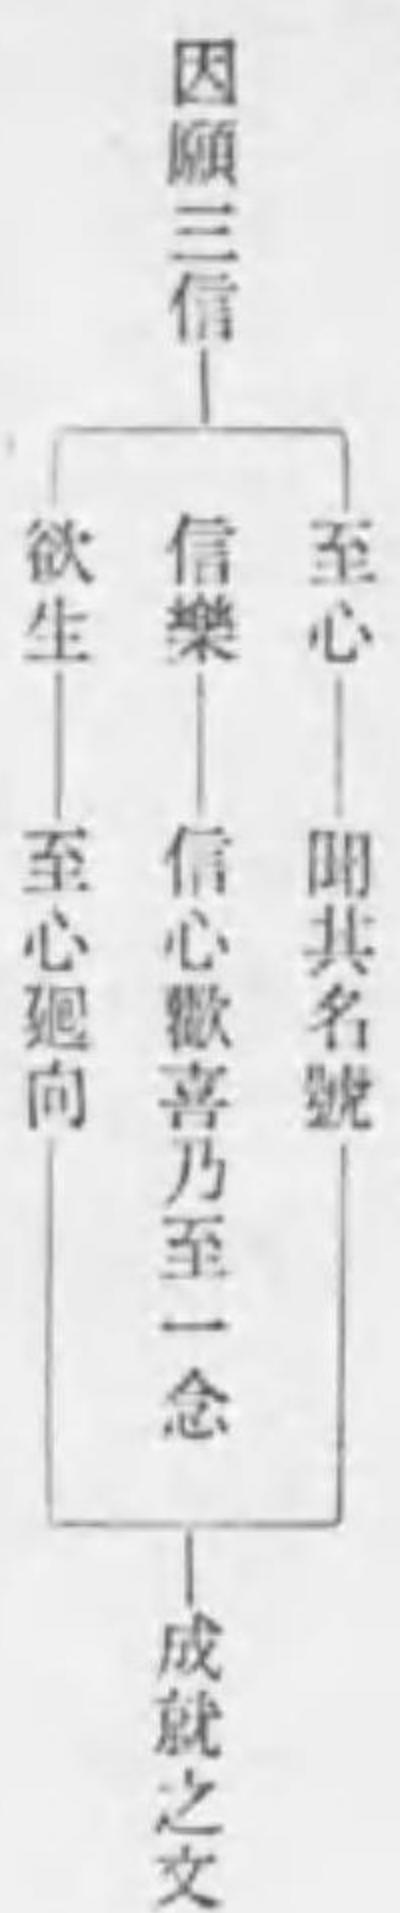 因願三信
至心
聞其名號
信樂
信心歡喜乃至一念
欲生
至心廻向
成就之文